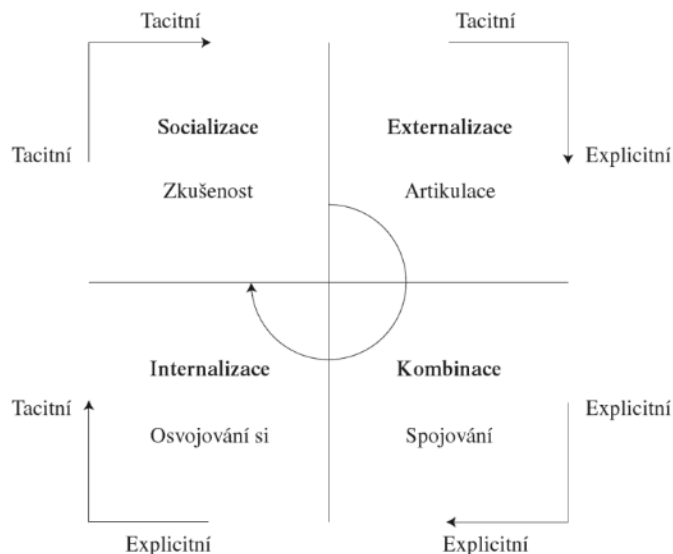 Tacitní
Tacitní
Socializace
Externalizace
Tacitní
Explicitní
Zkušenost
Artikulace
Internalizace
Kombinace
Tacitní
Explicitní
Osvojování si
Spojování
Explicitní
Explicitní